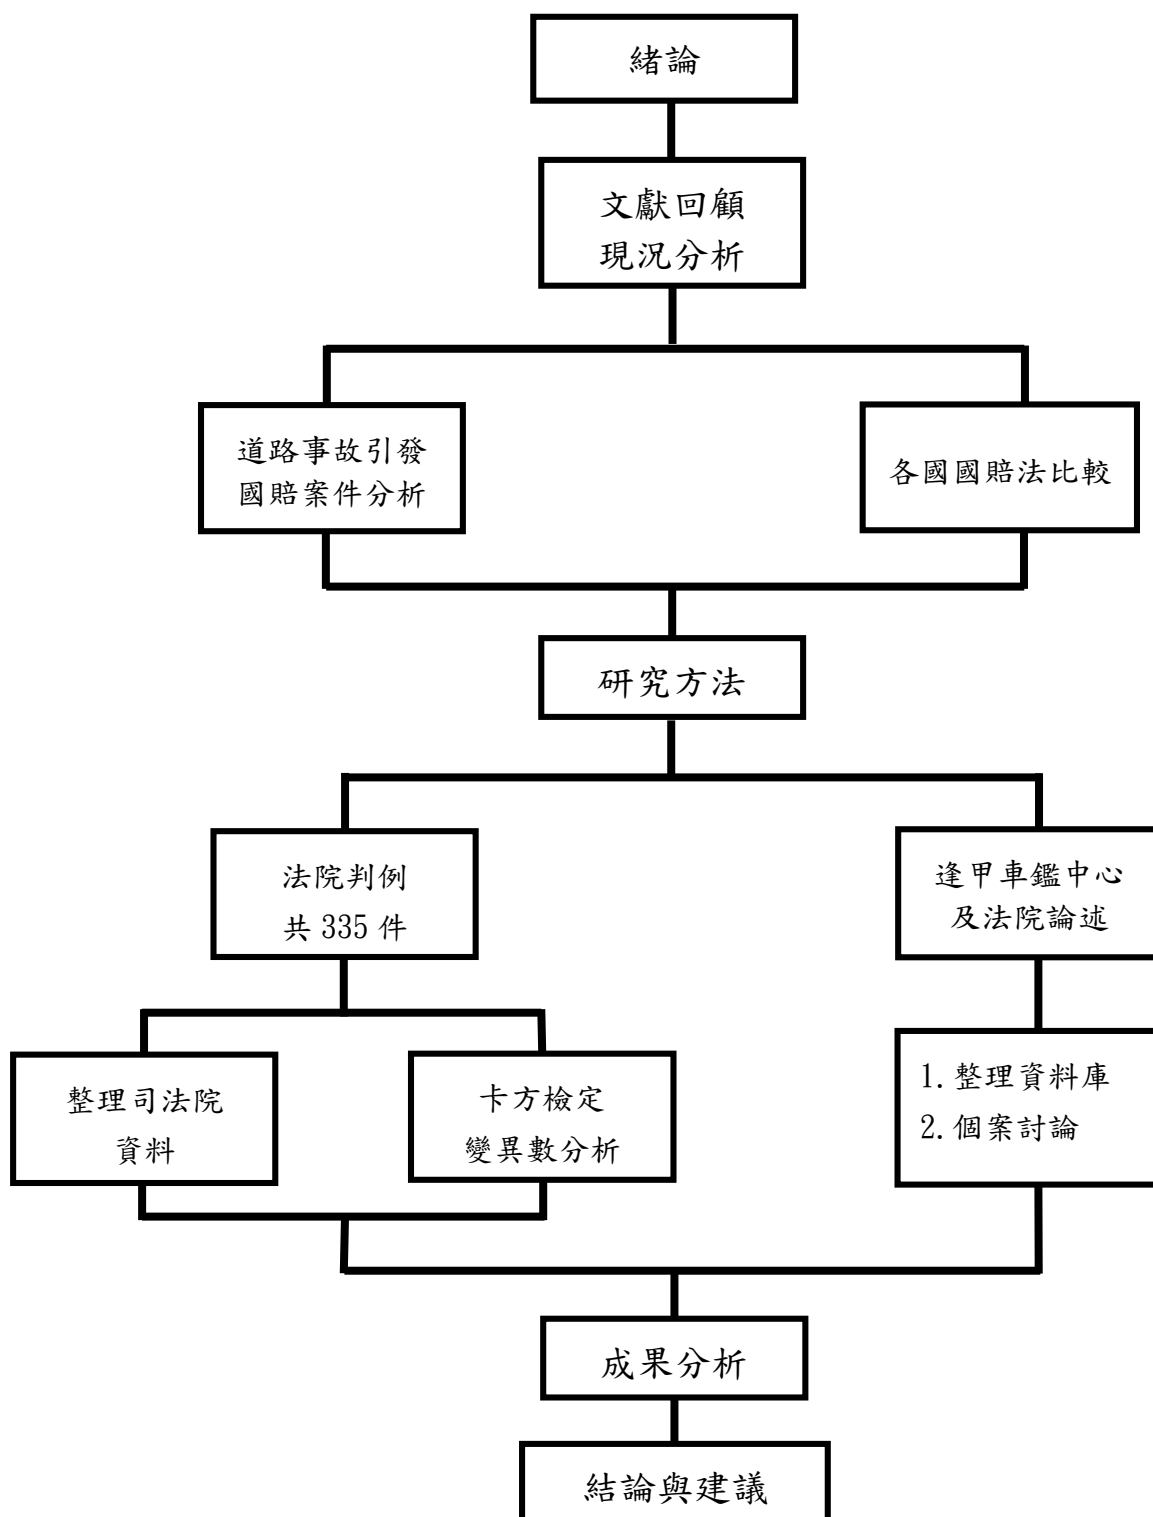 緒論
文獻回顧
現況分析
道路事故引發
國賠案件分析
各國國賠法比較
研究方法
法院判例
共 335 件
逢甲車鑑中心
及法院論述
整理司法院
資料
卡方檢定
變異數分析
1. 整理資料庫
2. 個案討論
成果分析
結論與建議